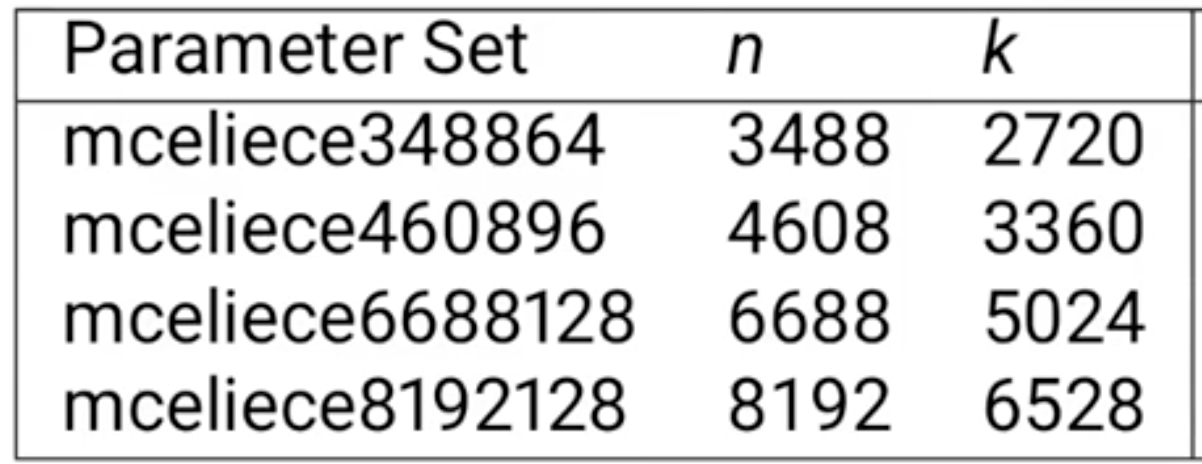 Parameter Set n k
mceliece348864 3488 2720
mceliece460896 4608 3360
mceliece6688128 6688 5024
mceliece8192128 8192 6528